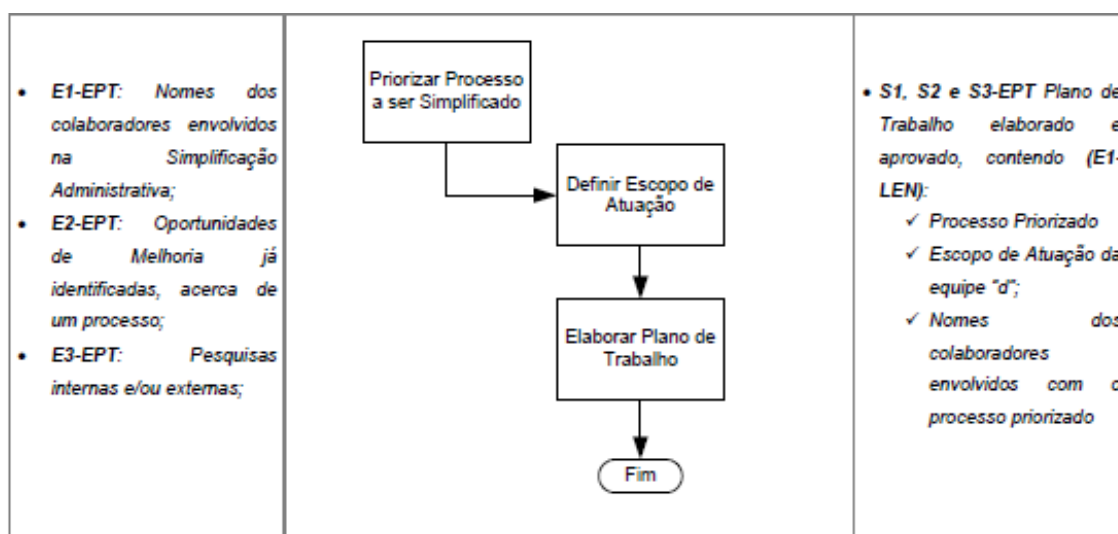 • E1-EPT: Nomes dos
colaboradores envolvidos
na Simplificação
Administrativa;
• E2-EPT: Oportunidades
de Melhoria já
identificadas, acerca de
um processo;
• E3-EPT: Pesquisas
internas e/ou externas;
Priorizar Processo
a ser Simplificado
Definir Escopo de
Atuação
Elaborar Plano de
Trabalho
Fim
• S1, S2 e S3-EPT Plano de
Trabalho elaborado e
aprovado, contendo (E1-
LEN):
✓ Processo Priorizado
✓ Escopo de Atuação da
equipe "d";
✓ Nomes dos
colaboradores
envolvidos com o
processo priorizado